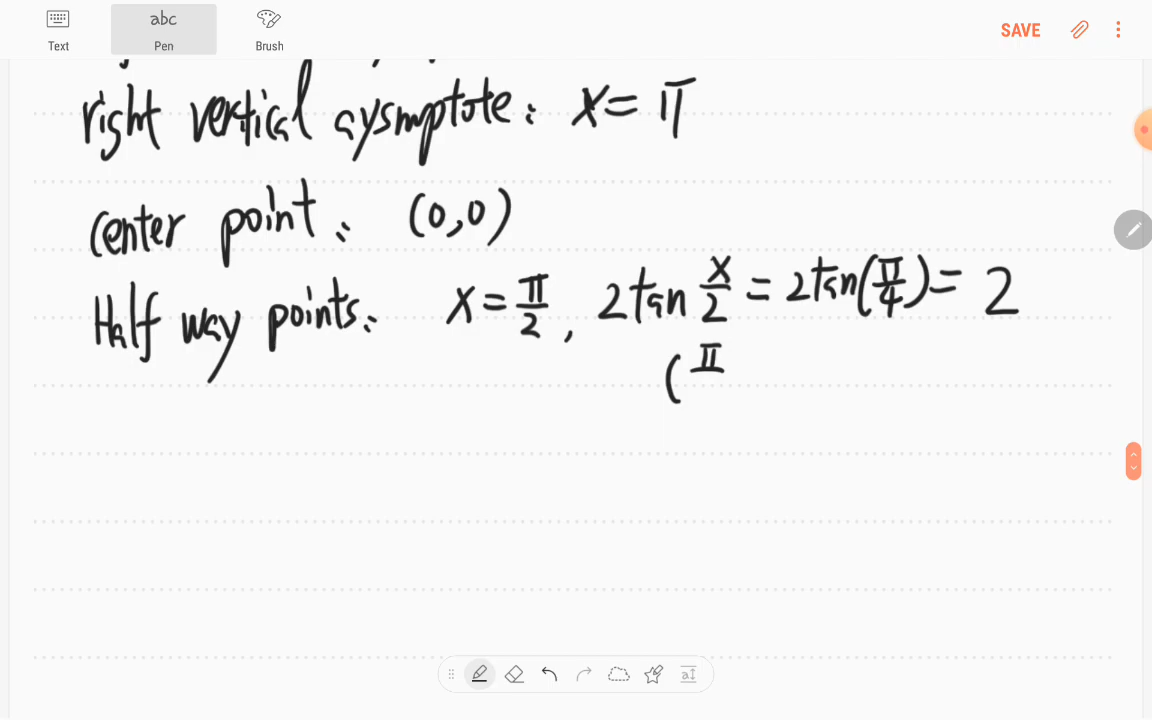 Text
abc
Pen
Brush
SAVE
right vertical aysmptote: x = π
Center point: (0,0)
Half way points: x = π/2, 2tan x/2 = 2tan(π/4) = 2
(π